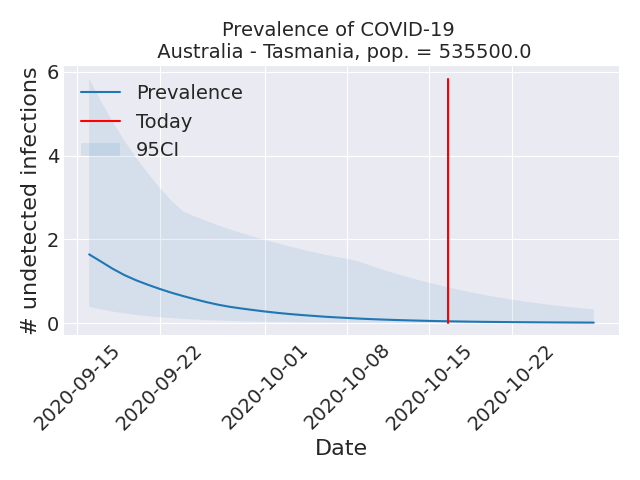 Prevalence of COVID-19
Australia - Tasmania, pop. = 535500.0
# undetected infections
6
4
2
0
Prevalence
Today
95CI
2020-09-15
2020-09-22
2020-10-01
2020-10-08
2020-10-15
2020-10-22
Date